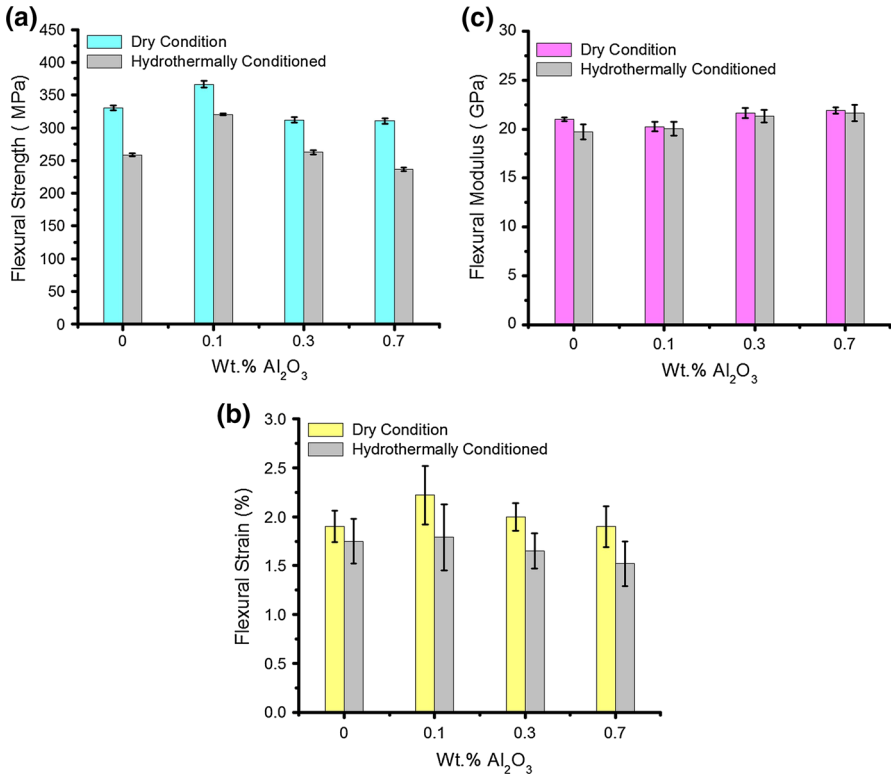 (a)
450
400
350
300
250
200
150
100
50
0
Flexural Strength ( MPa)
Dry Condition
Hydrothermally Conditioned
0 0.1 0.3 0.7
Wt.% Al₂O₃
(c)
30
25
20
15
10
5
0
Flexural Modulus ( GPa)
Dry Condition
Hydrothermally Conditioned
0 0.1 0.3 0.7
Wt.% Al₂O₃
(b)
3.0
2.5
2.0
1.5
1.0
0.5
0.0
Flexural Strain (%)
Dry Condition
Hydrothermally Conditioned
0 0.1 0.3 0.7
Wt.% Al₂O₃